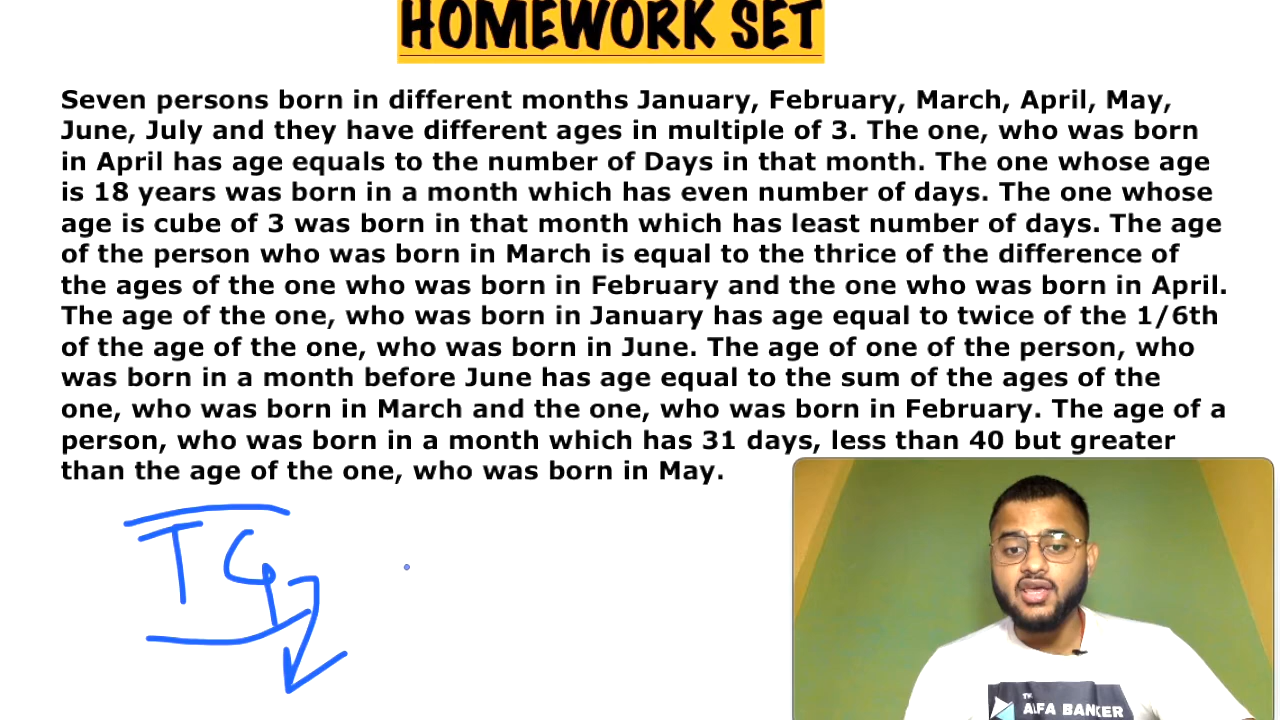 HOMEWORK SET
Seven persons born in different months January, February, March, April, May,
June, July and they have different ages in multiple of 3. The one, who was born
in April has age equals to the number of Days in that month. The one whose age
is 18 years was born in a month which has even number of days. The one whose
age is cube of 3 was born in that month which has least number of days. The age
of the person who was born in March is equal to the thrice of the difference of
the ages of the one who was born in February and the one who was born in April.
The age of the one, who was born in January has age equal to twice of the 1/6th
of the age of the one, who was born in June. The age of one of the person, who
was born in a month before June has age equal to the sum of the ages of the
one, who was born in March and the one, who was born in February. The age of a
person, who was born in a month which has 31 days, less than 40 but greater
than the age of the one, who was born in May.
ALFA BANKER